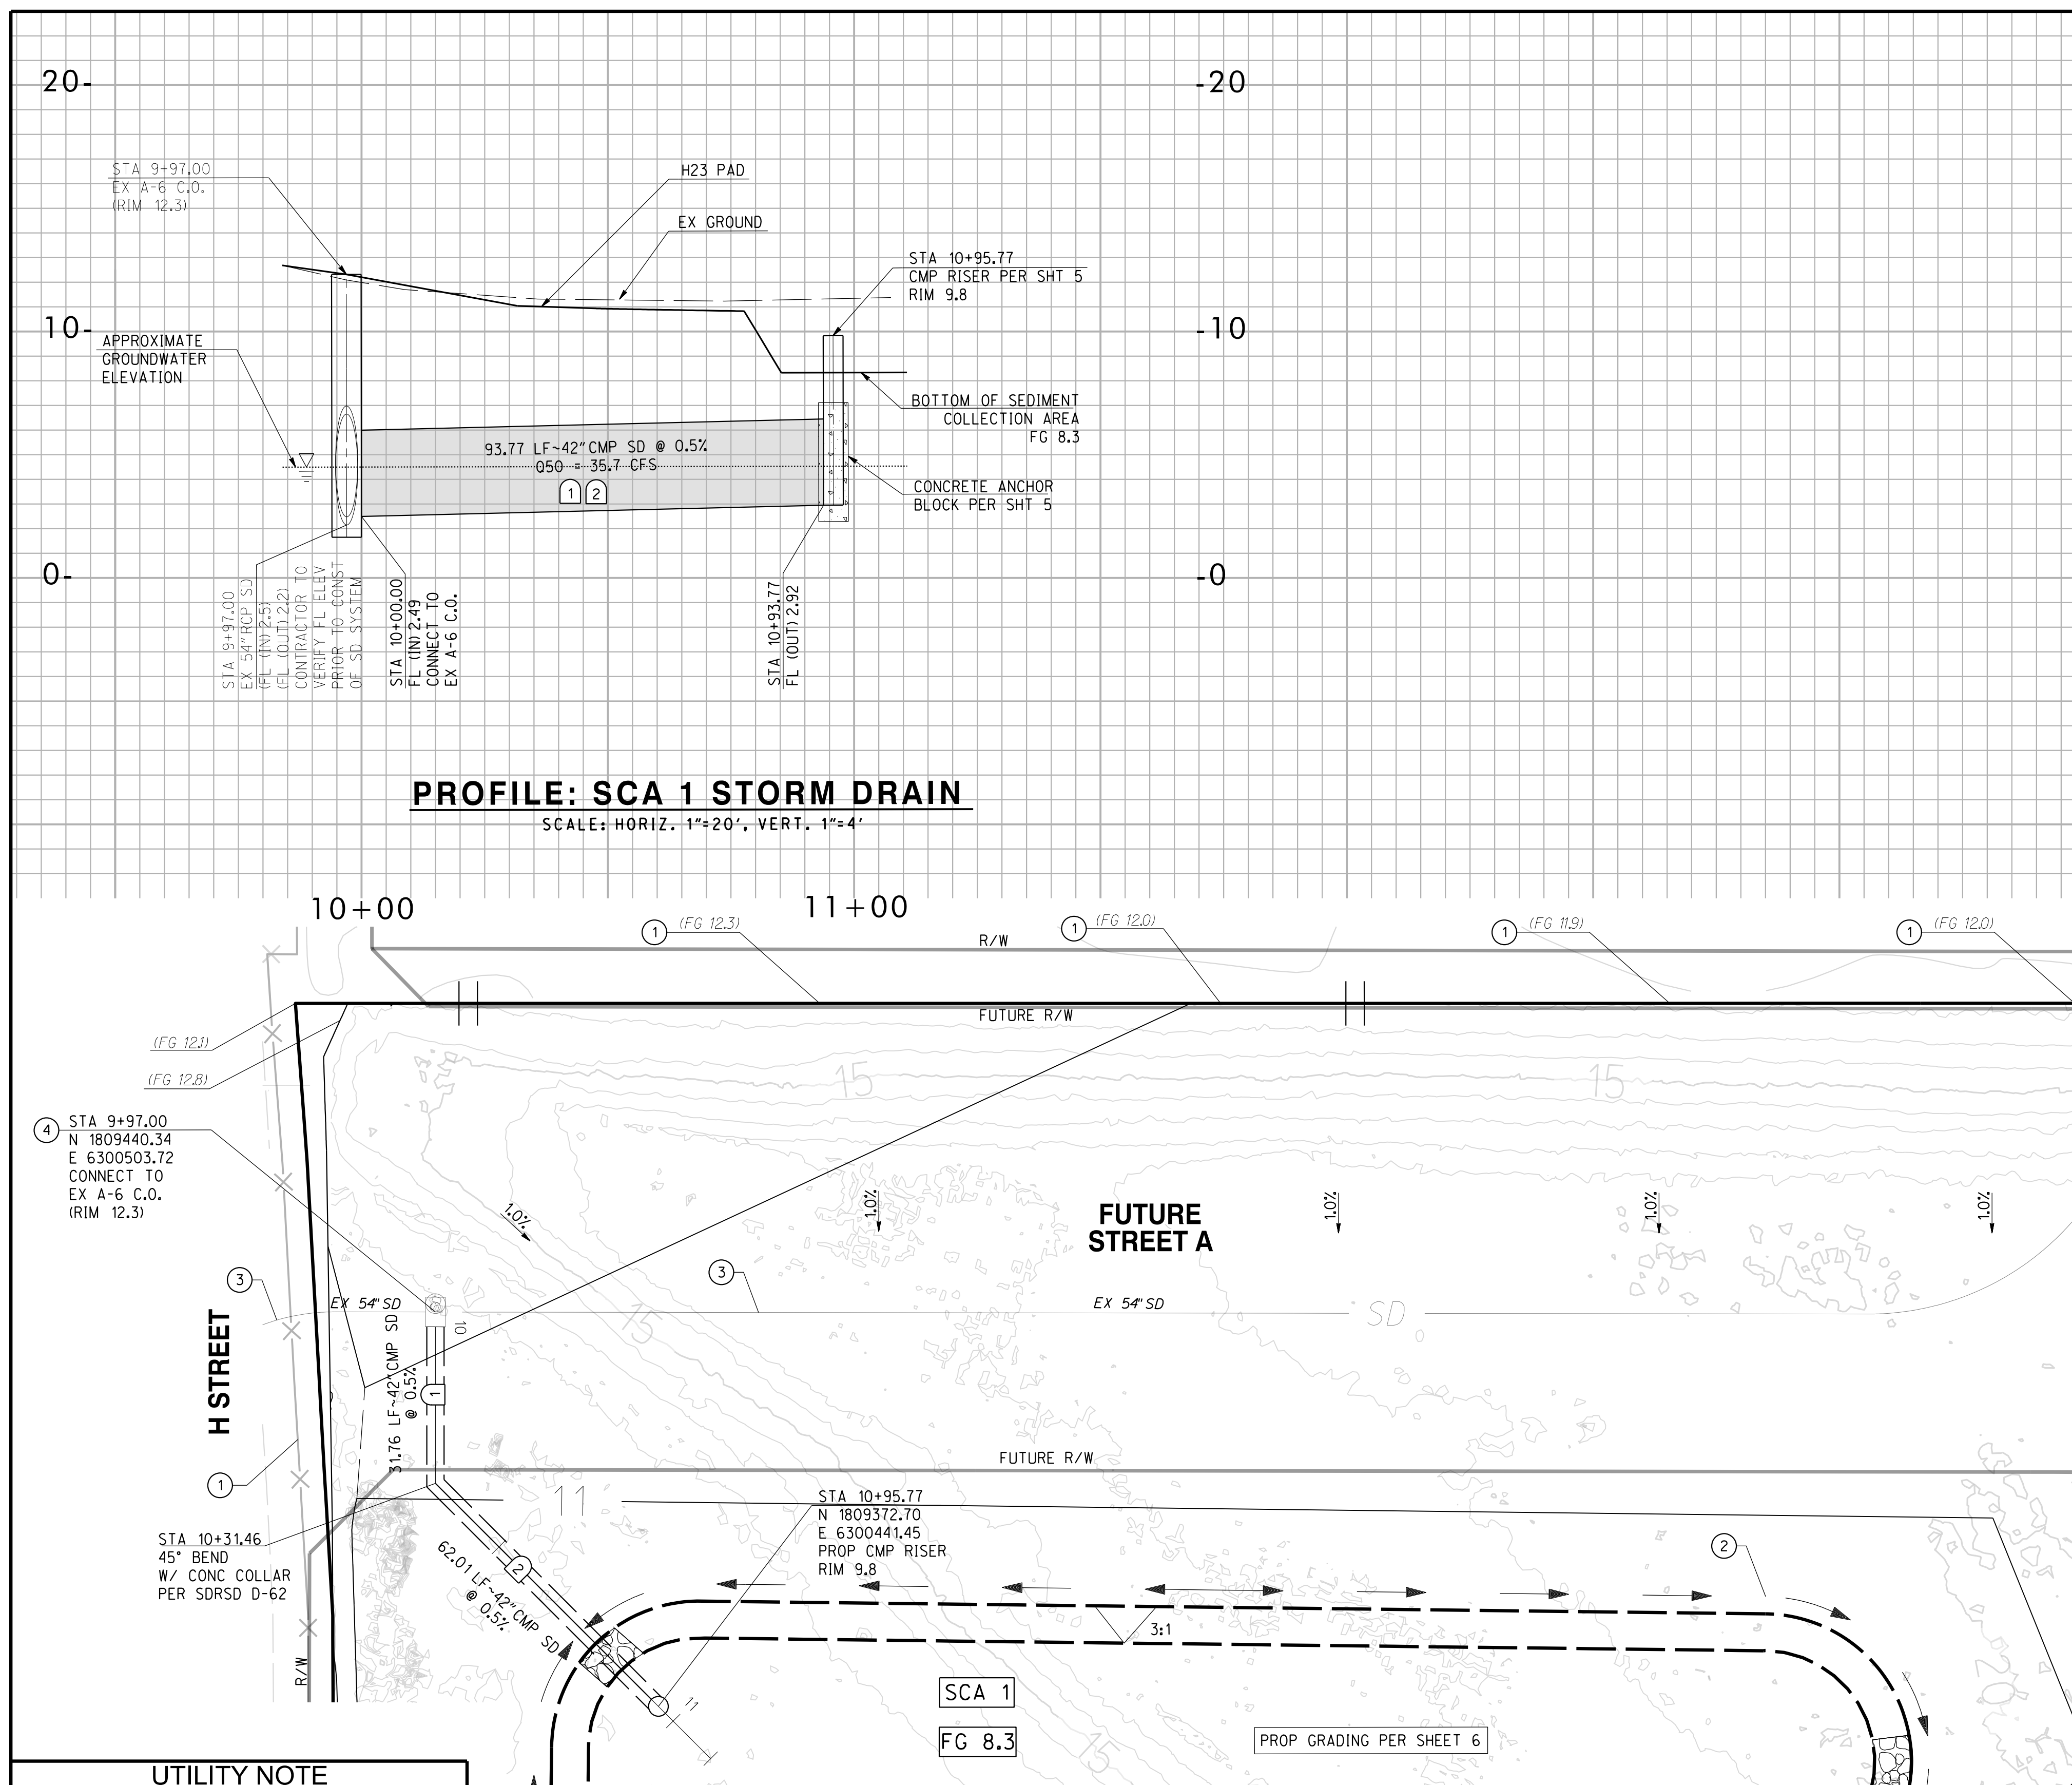 20-
-20
10-
-10
0-
-0
STA 9+97.00
EX A-6 C.O.
(RIM 12.3)
H23 PAD
EX GROUND
STA 10+95.77
CMP RISER PER SHT 5
RIM 9.8
APPROXIMATE
GROUNDWATER
ELEVATION
BOTTOM OF SEDIMENT
COLLECTION AREA
FG 8.3
93.77 LF~42" CMP SD @ 0.5%
Q50 = 35.7 CFS
1 2
CONCRETE ANCHOR
BLOCK PER SHT 5
STA 9+97.00
EX 54" RCP SD
(FL (IN) 2.5)
(FL (OUT) 2.2)
CONTRACTOR TO
VERIFY FL ELEV
PRIOR TO CONST
OF SD SYSTEM
STA 10+00.00
FL (IN) 2.49
CONNECT TO
EX A-6 C.O.
STA 10+93.77
FL (OUT) 2.92
PROFILE: SCA 1 STORM DRAIN
SCALE: HORIZ. 1"=20', VERT. 1"=4'
10+00
11+00
1 (FG 12.3)
R/W
1 (FG 12.0)
1 (FG 11.9)
1 (FG 12.0)
FUTURE R/W
(FG 12.1)
(FG 12.8)
15
15
4 STA 9+97.00
N 1809440.34
E 6300503.72
CONNECT TO
EX A-6 C.O.
(RIM 12.3)
1.0%
1.0%
FUTURE
STREET A
1.0%
1.0%
1.0%
3
3
EX 54" SD
EX 54" SD
SD
10
15
H STREET
31.76 LF~42" CMP SD
@ 0.5%
1
1
FUTURE R/W
11
STA 10+31.46
45° BEND
W/ CONC COLLAR
PER SDRSD D-62
STA 10+95.77
N 1809372.70
E 6300441.45
PROP CMP RISER
RIM 9.8
2
2
62.01 LF~42" CMP SD
@ 0.5%
3:1
R/W
11
SCA 1
FG 8.3
PROP GRADING PER SHEET 6
15
20
UTILITY NOTE